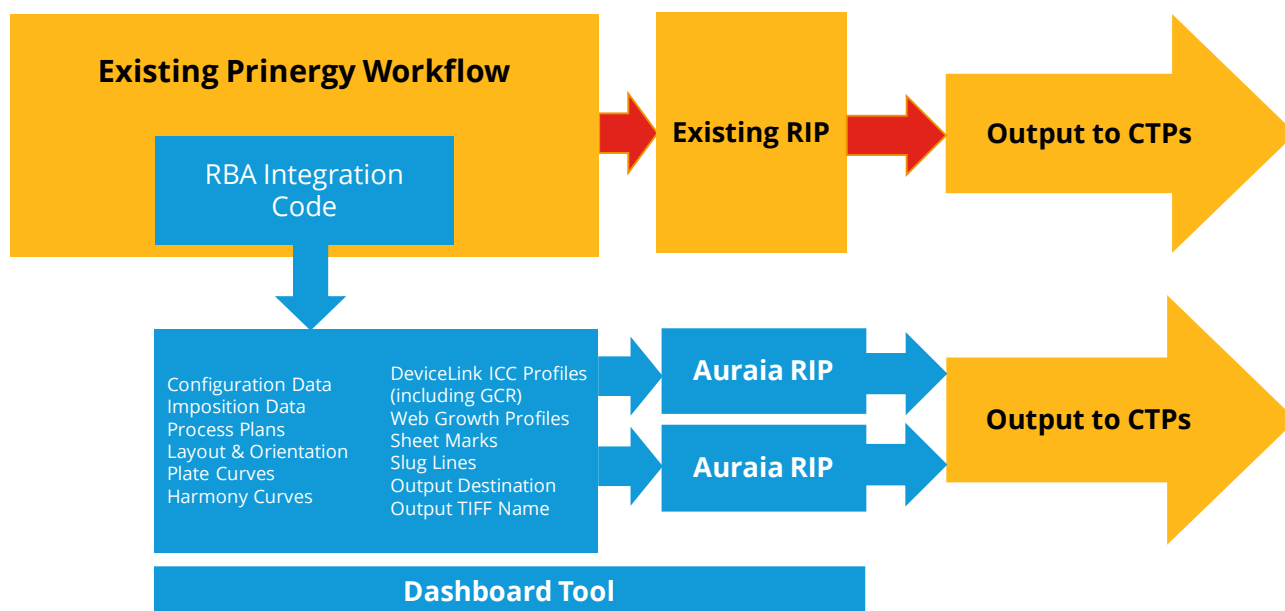 Existing Prinergy Workflow
RBA Integration
Code
Existing RIP
Output to CTPs
Configuration Data
Imposition Data
Process Plans
Layout & Orientation
Plate Curves
Harmony Curves
DeviceLink ICC Profiles
(including GCR)
Web Growth Profiles
Sheet Marks
Slug Lines
Output Destination
Output TIFF Name
Auraia RIP
Auraia RIP
Output to CTPs
Dashboard Tool